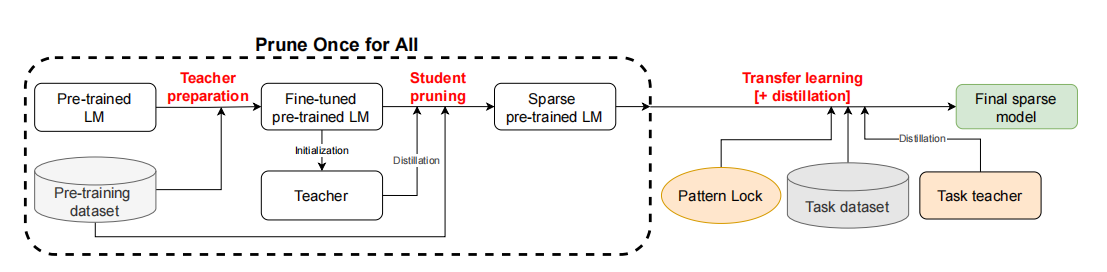 Prune Once for All
Pre-trained
LM
Teacher
preparation
Fine-tuned
pre-trained LM
Student
pruning
Sparse
pre-trained LM
Transfer learning
[+ distillation]
Final sparse
model
Initialization
Distillation
Distillation
Pre-training
dataset
Teacher
Pattern Lock
Task dataset
Task teacher